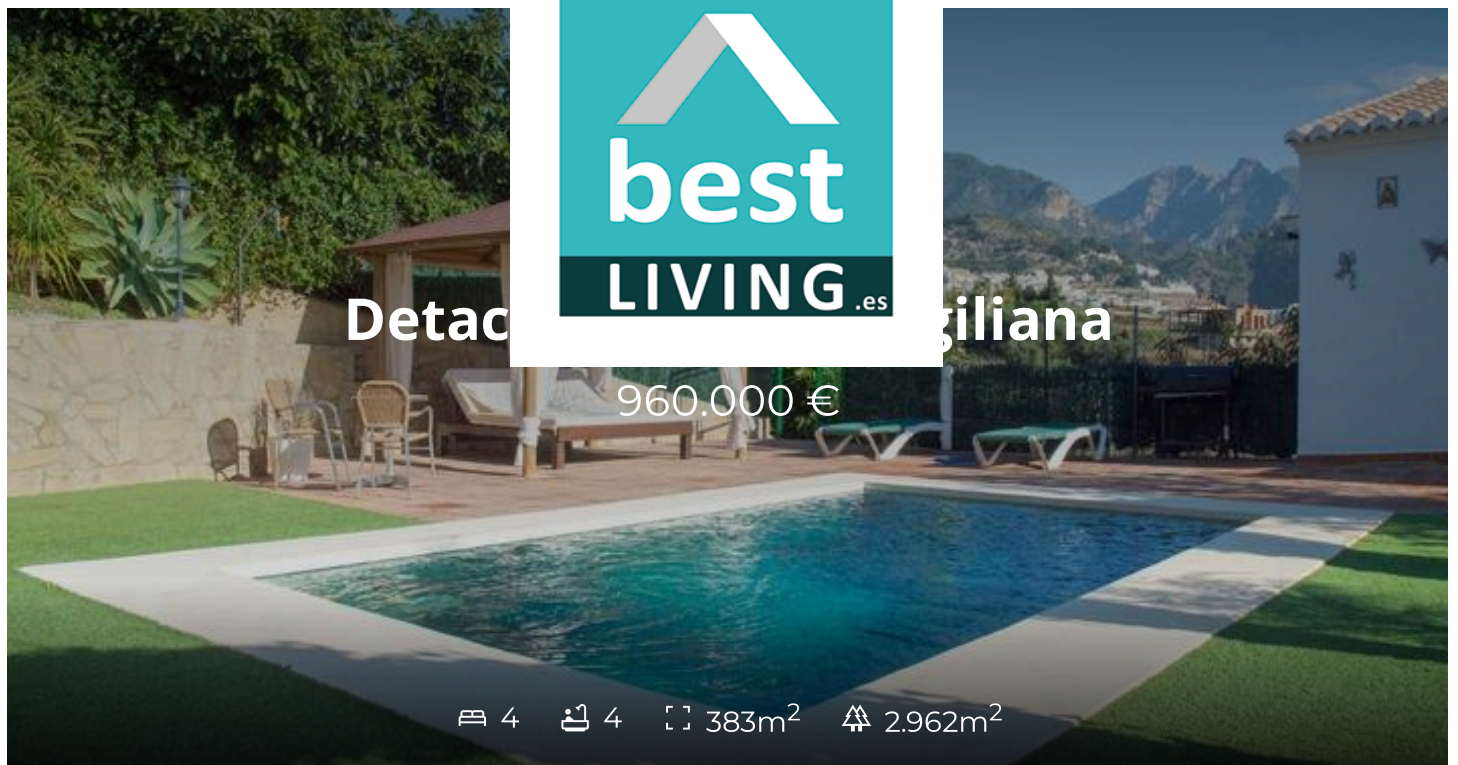 best
LIVING.es
Detac giliana
960.000 €
4 4 383m² 2.962m²